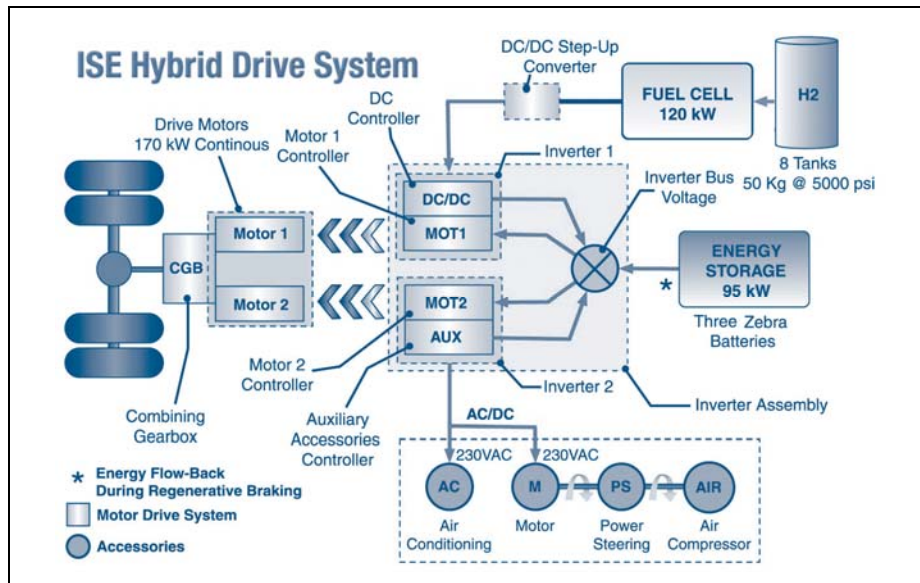 ISE Hybrid Drive System
DC/DC Step-Up
Converter
FUEL CELL
120 kW
H2
8 Tanks
50 Kg @ 5000 psi
DC
Controller
Drive Motors
170 kW Continous
Motor 1
Controller
Inverter 1
Inverter Bus
Voltage
DC/DC
MOT1
Motor 1
CGB
Motor 2
MOT2
AUX
ENERGY
STORAGE
95 kW
*
Three Zebra
Batteries
Motor 2
Controller
Inverter 2
Inverter Assembly
Combining
Gearbox
Auxiliary
Accessories
Controller
AC/DC
230VAC
230VAC
AC
M
PS
AIR
Air
Conditioning
Motor
Power
Steering
Air
Compressor
* Energy Flow-Back
During Regenerative Braking
Motor Drive System
Accessories